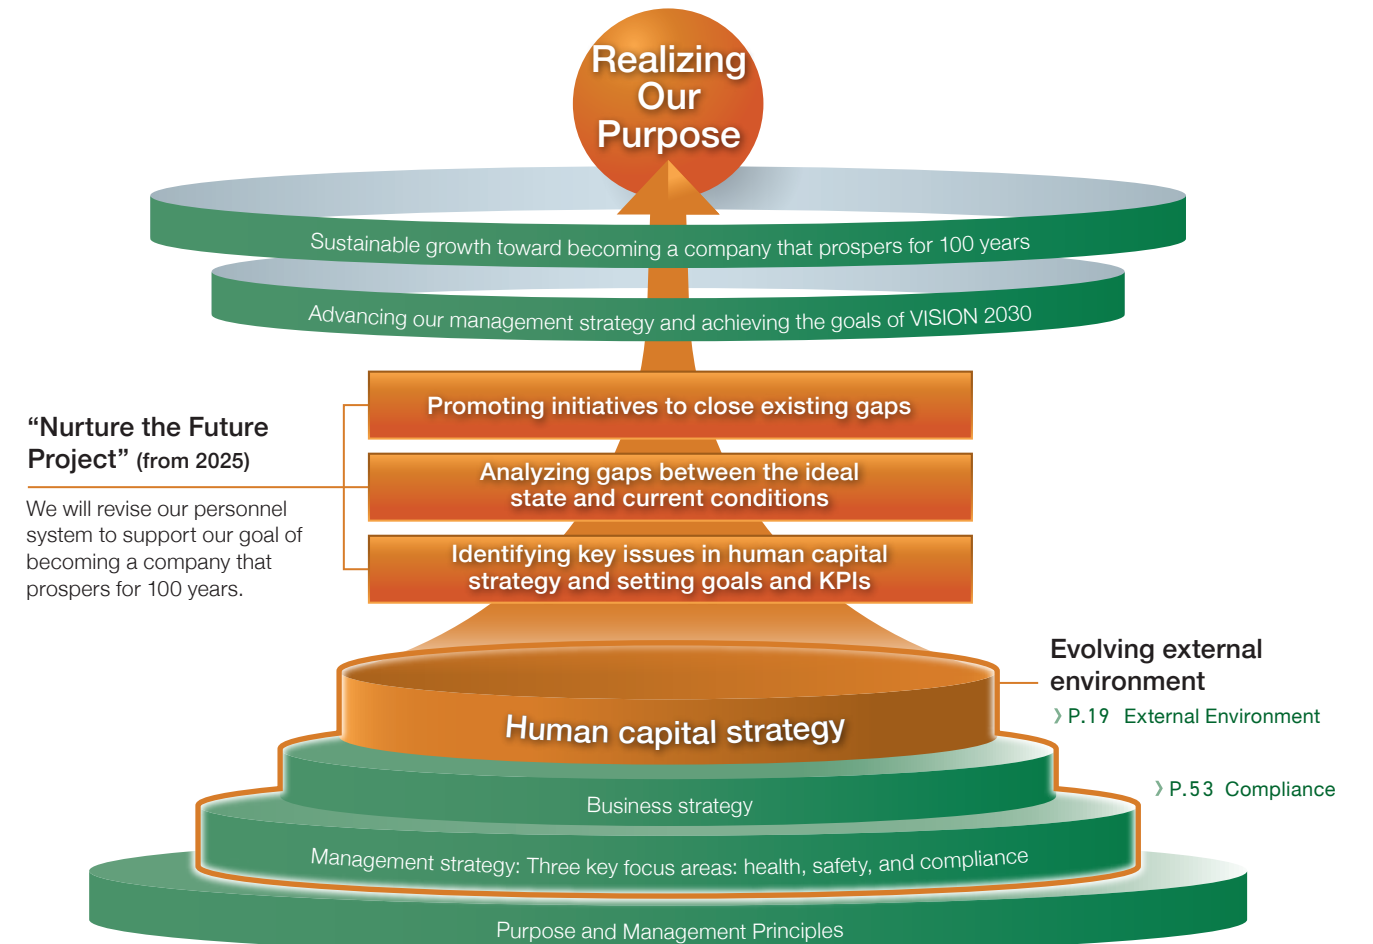 Realizing
Our
Purpose
Sustainable growth toward becoming a company that prospers for 100 years
Advancing our management strategy and achieving the goals of VISION 2030
Promoting initiatives to close existing gaps
“Nurture the Future
Project” (from 2025)
We will revise our personnel
system to support our goal of
becoming a company that
prospers for 100 years.
Analyzing gaps between the ideal
state and current conditions
Identifying key issues in human capital
strategy and setting goals and KPIs
Evolving external
environment
》P.19 External Environment
Human capital strategy
》P.53 Compliance
Business strategy
Management strategy: Three key focus areas: health, safety, and compliance
Purpose and Management Principles